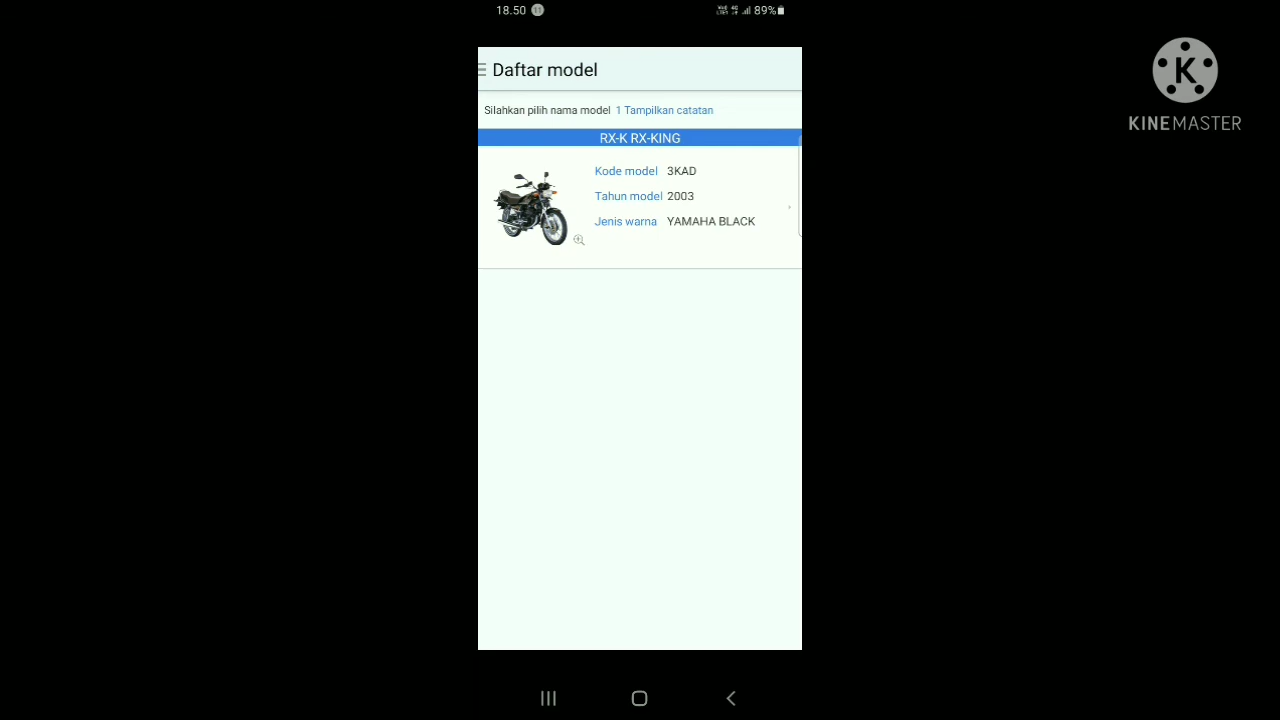 18.50 11
89%
Daftar model
Silahkan pilih nama model 1 Tampilkan catatan
RX-K RX-KING
Kode model 3KAD
Tahun model 2003
Jenis warna YAMAHA BLACK
K
KINEMASTER